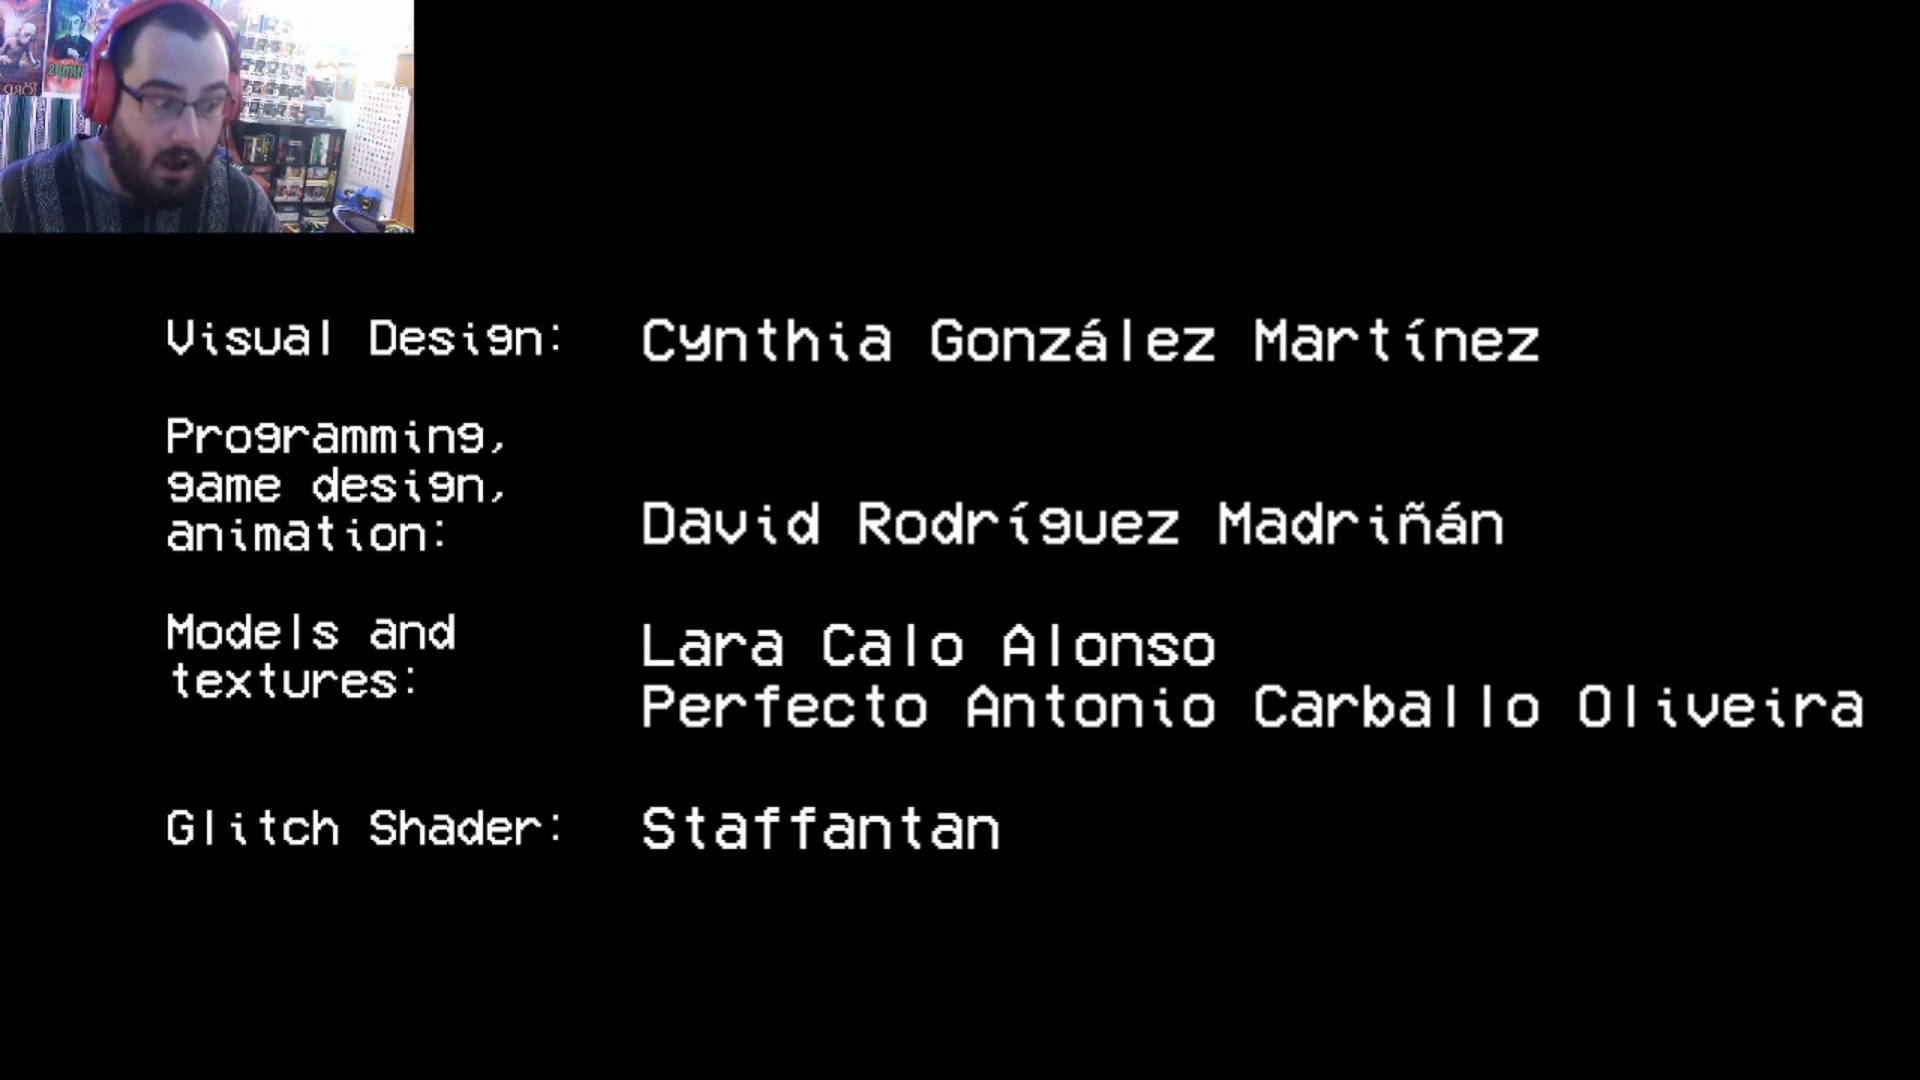 Visual Design: Cynthia González Martínez
Programming,
game design,
animation: David Rodríguez Madriñán
Models and
textures:
Lara Calo Alonso
Perfecto Antonio Carballo Oliveira
Glitch Shader: Staffantan